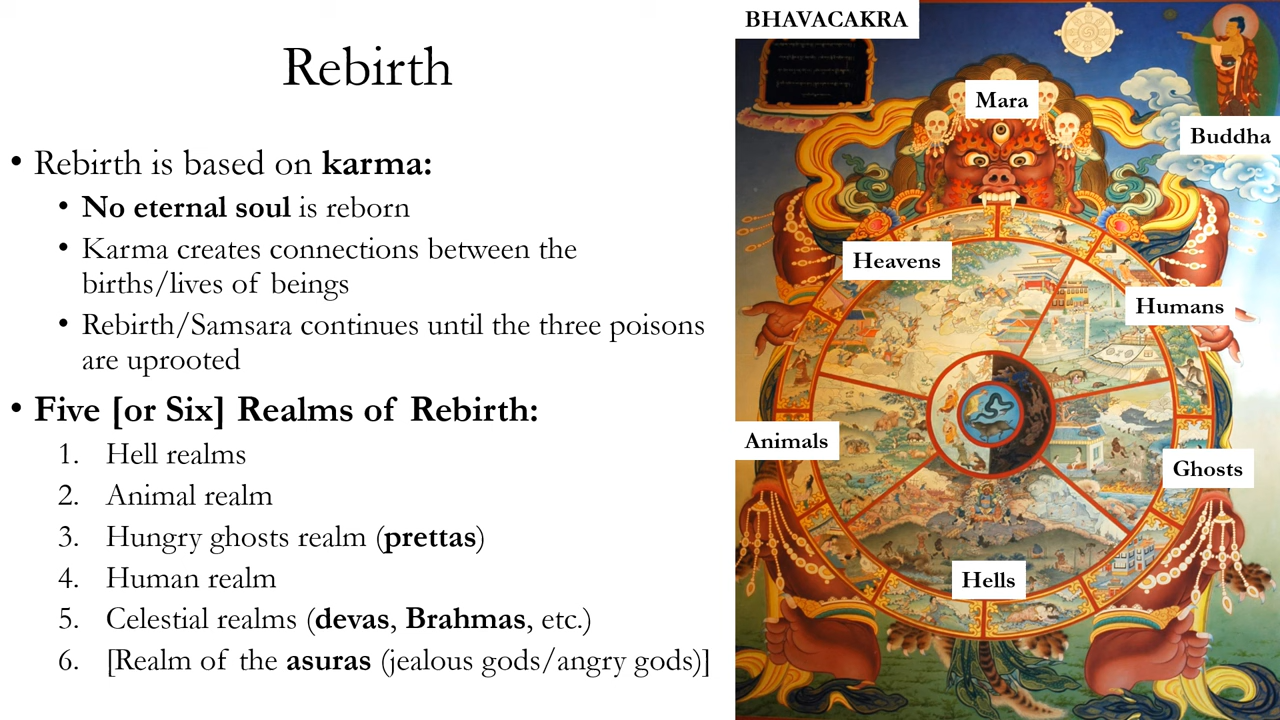 Rebirth
• Rebirth is based on karma:
• No eternal soul is reborn
• Karma creates connections between the
births/lives of beings
• Rebirth/Samsara continues until the three poisons
are uprooted
• Five [or Six] Realms of Rebirth:
1. Hell realms
2. Animal realm
3. Hungry ghosts realm (prettas)
4. Human realm
5. Celestial realms (devas, Brahmas, etc.)
6. [Realm of the asuras (jealous gods/angry gods)]
BHAVACAKRA
Mara
Buddha
Heavens
Humans
Animals
Ghosts
Hells